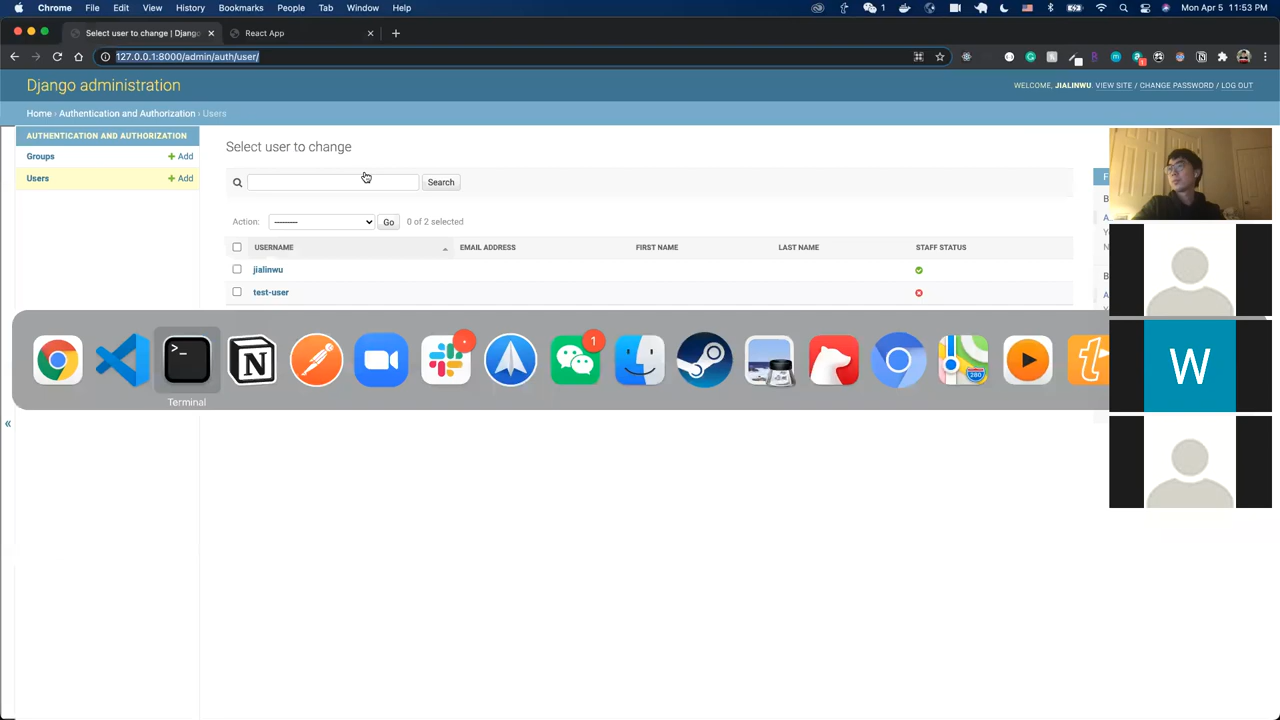 Chrome File Edit View History Bookmarks People Tab Window Help
1
Mon Apr 5 11:53 PM
Select user to change | Djang
React App
127.0.0.1:8000/admin/auth/user/
Django administration
WELCOME, JIALINWU. VIEW SITE / CHANGE PASSWORD / LOG OUT
Home › Authentication and Authorization › Users
AUTHENTICATION AND AUTHORIZATION
Groups + Add
Users + Add
Select user to change
Search
Action: --------- Go 0 of 2 selected
USERNAME EMAIL ADDRESS FIRST NAME LAST NAME STAFF STATUS
jialinwu
test-user
1
280
Terminal
W
«